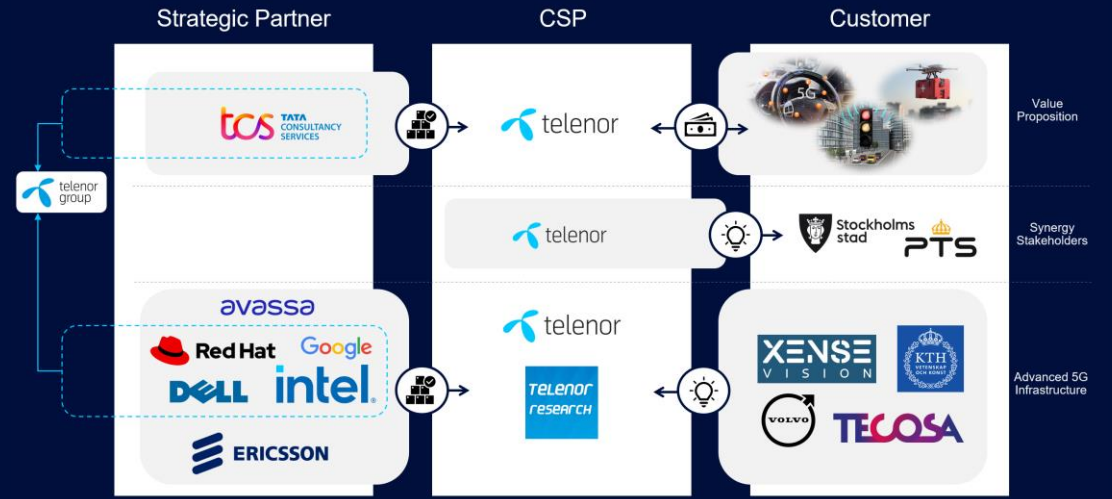 Strategic Partner
CSP
Customer
tcs
TATA
CONSULTANCY
SERVICES
telenor
5G
Value
Proposition
telenor
group
telenor
Stockholms
stad
PTS
Synergy
Stakeholders
avassa
Red Hat
Google
DELL
intel.
ERICSSON
telenor
TELENOR
RESEARCH
XENSE
VISION
KTH
VETENSKAP
OCH KONST
VOLVO
TECOSA
Advanced 5G
Infrastructure